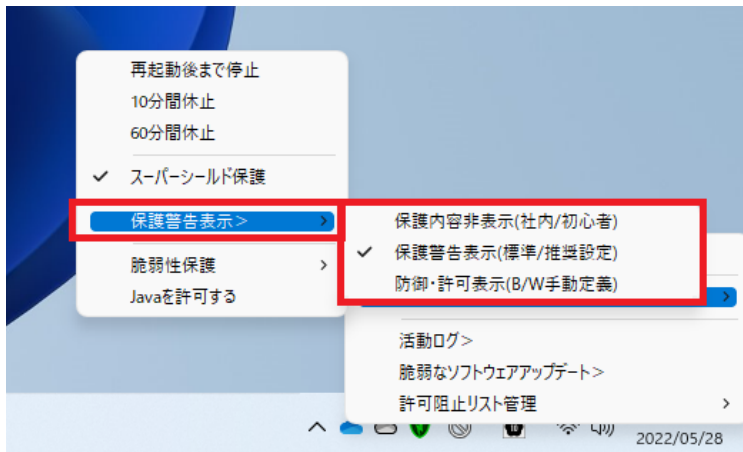 再起動後まで停止
10分間休止
60分間休止
スーパーシールド保護
保護警告表示>
脆弱性保護
Javaを許可する
保護内容非表示(社内/初心者)
保護警告表示(標準/推奨設定)
防御・許可表示(B/W手動定義)
活動ログ>
脆弱なソフトウェアアップデート>
許可阻止リスト管理
2022/05/28